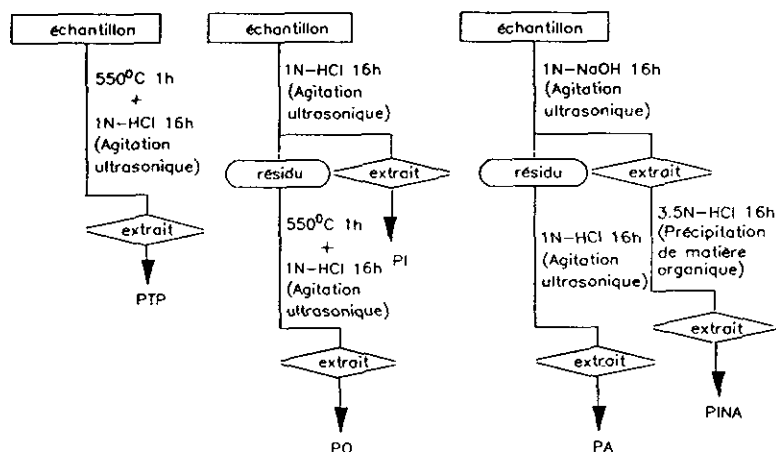 échantillon
550°C 1h
+
1N-HCl 16h
(Agitation
ultrasonique)
extrait
PTP
échantillon
1N-HCl 16h
(Agitation
ultrasonique)
résidu
extrait
550°C 1h
+
1N-HCl 16h
(Agitation
ultrasonique)
PI
extrait
PO
échantillon
1N-NaOH 16h
(Agitation
ultrasonique)
résidu
extrait
1N-HCl 16h
(Agitation
ultrasonique)
3.5N-HCl 16h
(Précipitation
de matière
organique)
extrait
extrait
PA
PINA